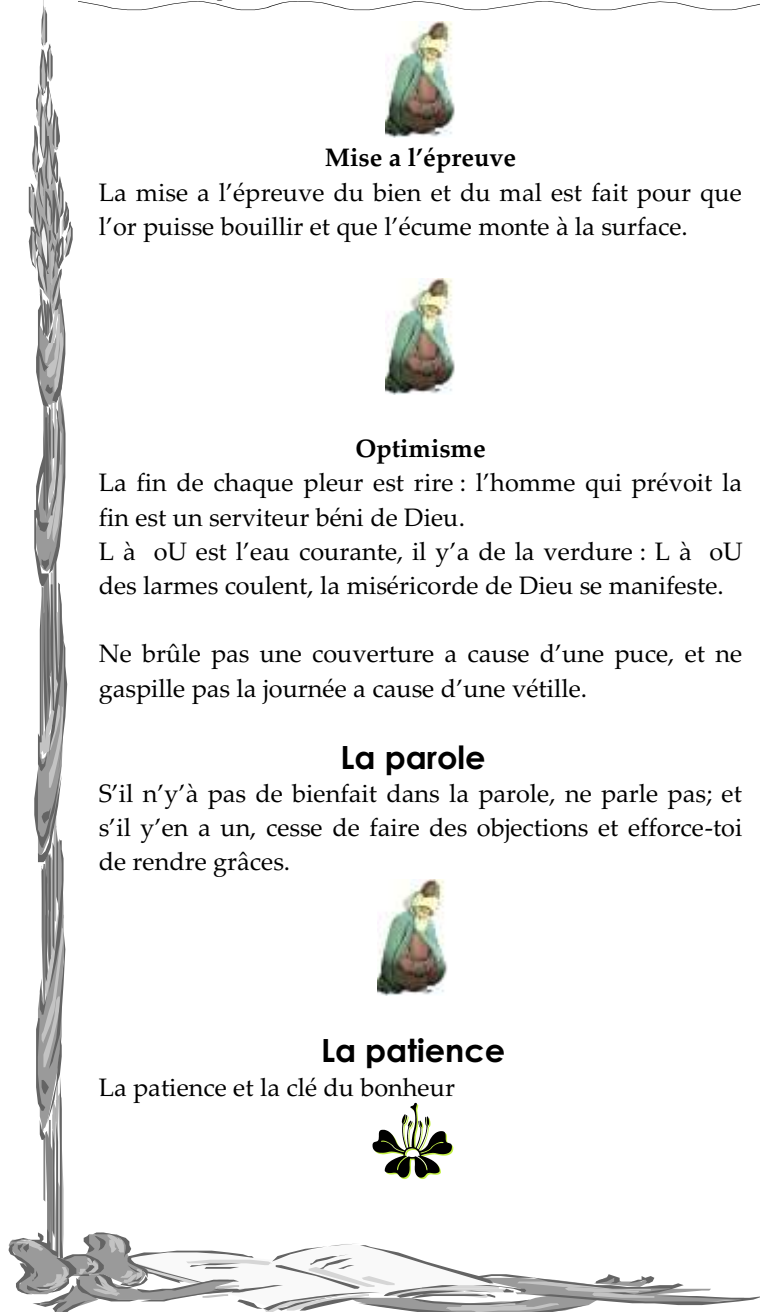 Mise a l’épreuve
La mise a l’épreuve du bien et du mal est fait pour que
l’or puisse bouillir et que l’écume monte à la surface.
Optimisme
La fin de chaque pleur est rire : l’homme qui prévoit la
fin est un serviteur béni de Dieu.
L à oU est l’eau courante, il y’a de la verdure : L à oU
des larmes coulent, la miséricorde de Dieu se manifeste.
Ne brûle pas une couverture a cause d’une puce, et ne
gaspille pas la journée a cause d’une vétille.
La parole
S’il n’y’à pas de bienfait dans la parole, ne parle pas; et
s’il y’en a un, cesse de faire des objections et efforce-toi
de rendre grâces.
La patience
La patience et la clé du bonheur